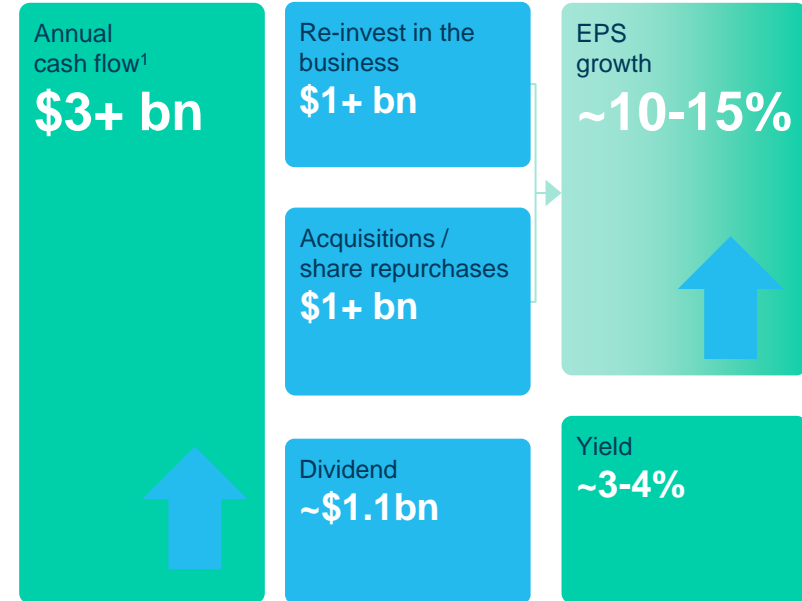 Annual
cash flow¹
$3+ bn
Re-invest in the
business
$1+ bn
Acquisitions /
share repurchases
$1+ bn
Dividend
~$1.1bn
EPS
growth
~10-15%
Yield
~3-4%